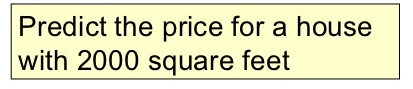 Predict the price for a house
with 2000 square feet